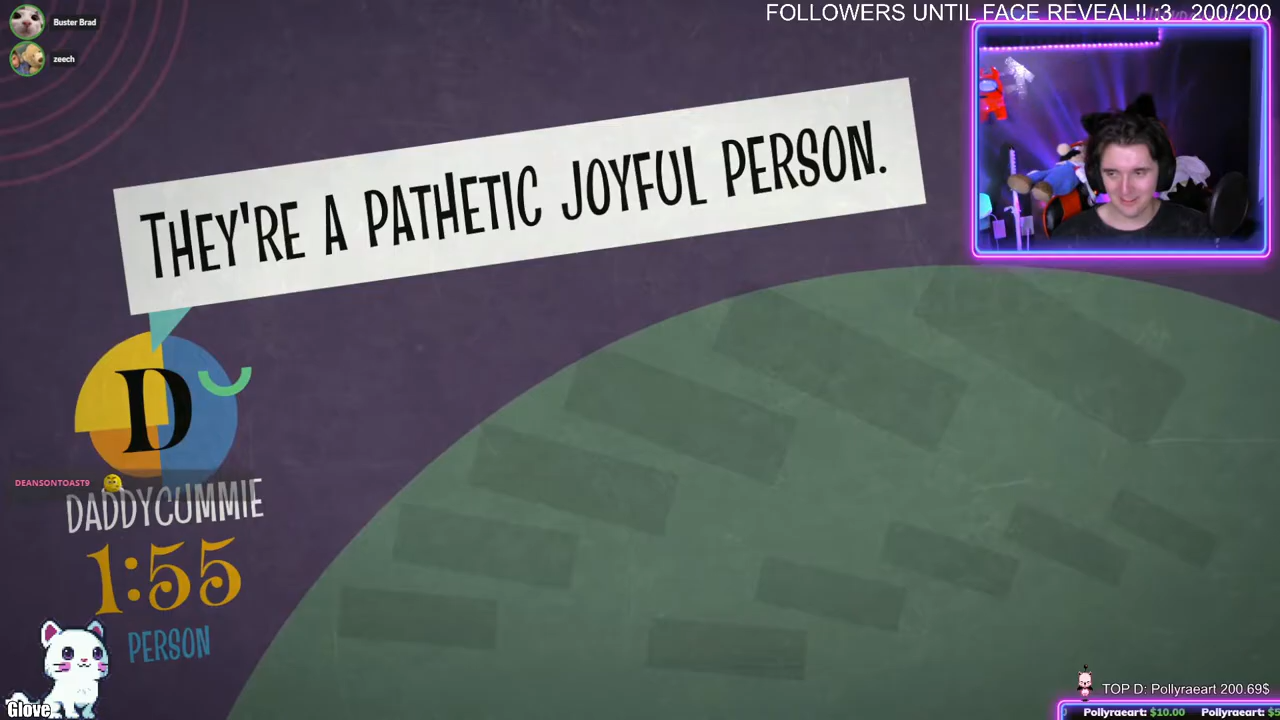 Buster Brad
zeech
FOLLOWERS UNTIL FACE REVEAL!! :3 200/200
THEY'RE A PATHETIC JOYFUL PERSON.
D
DEANSONTOAST9
DADDYCUMMIE
1:55
PERSON
Glove
TOP D: Pollyraeart 200.69$
Pollyraeart: $10.00 Pollyraeart: